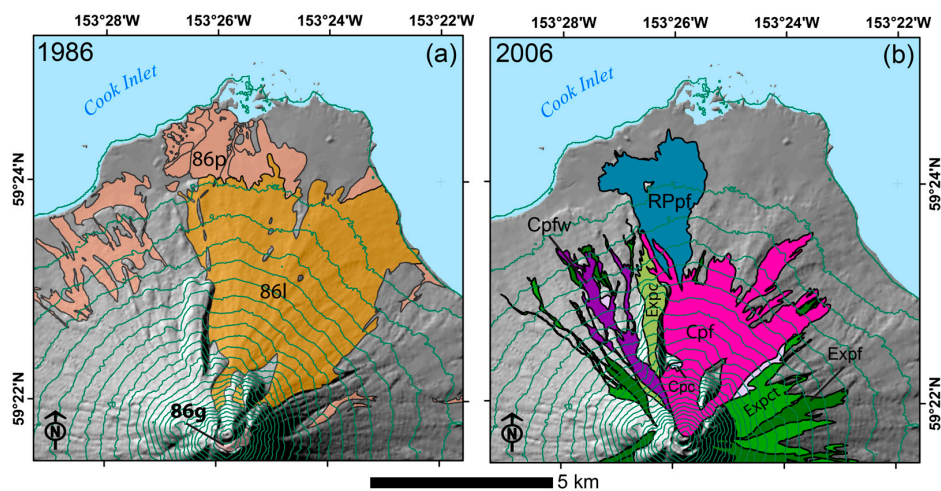 153°28'W 153°26'W 153°24'W 153°22'W
153°28'W 153°26'W 153°24'W 153°22'W
1986 (a)
2006 (b)
Cook Inlet
Cook Inlet
59°24'N
59°24'N
59°22'N
59°22'N
86p
86l
86g
RPpf
Cpfw
Expc
Cpf
Cpc
Expf
Expct
N
N
5 km